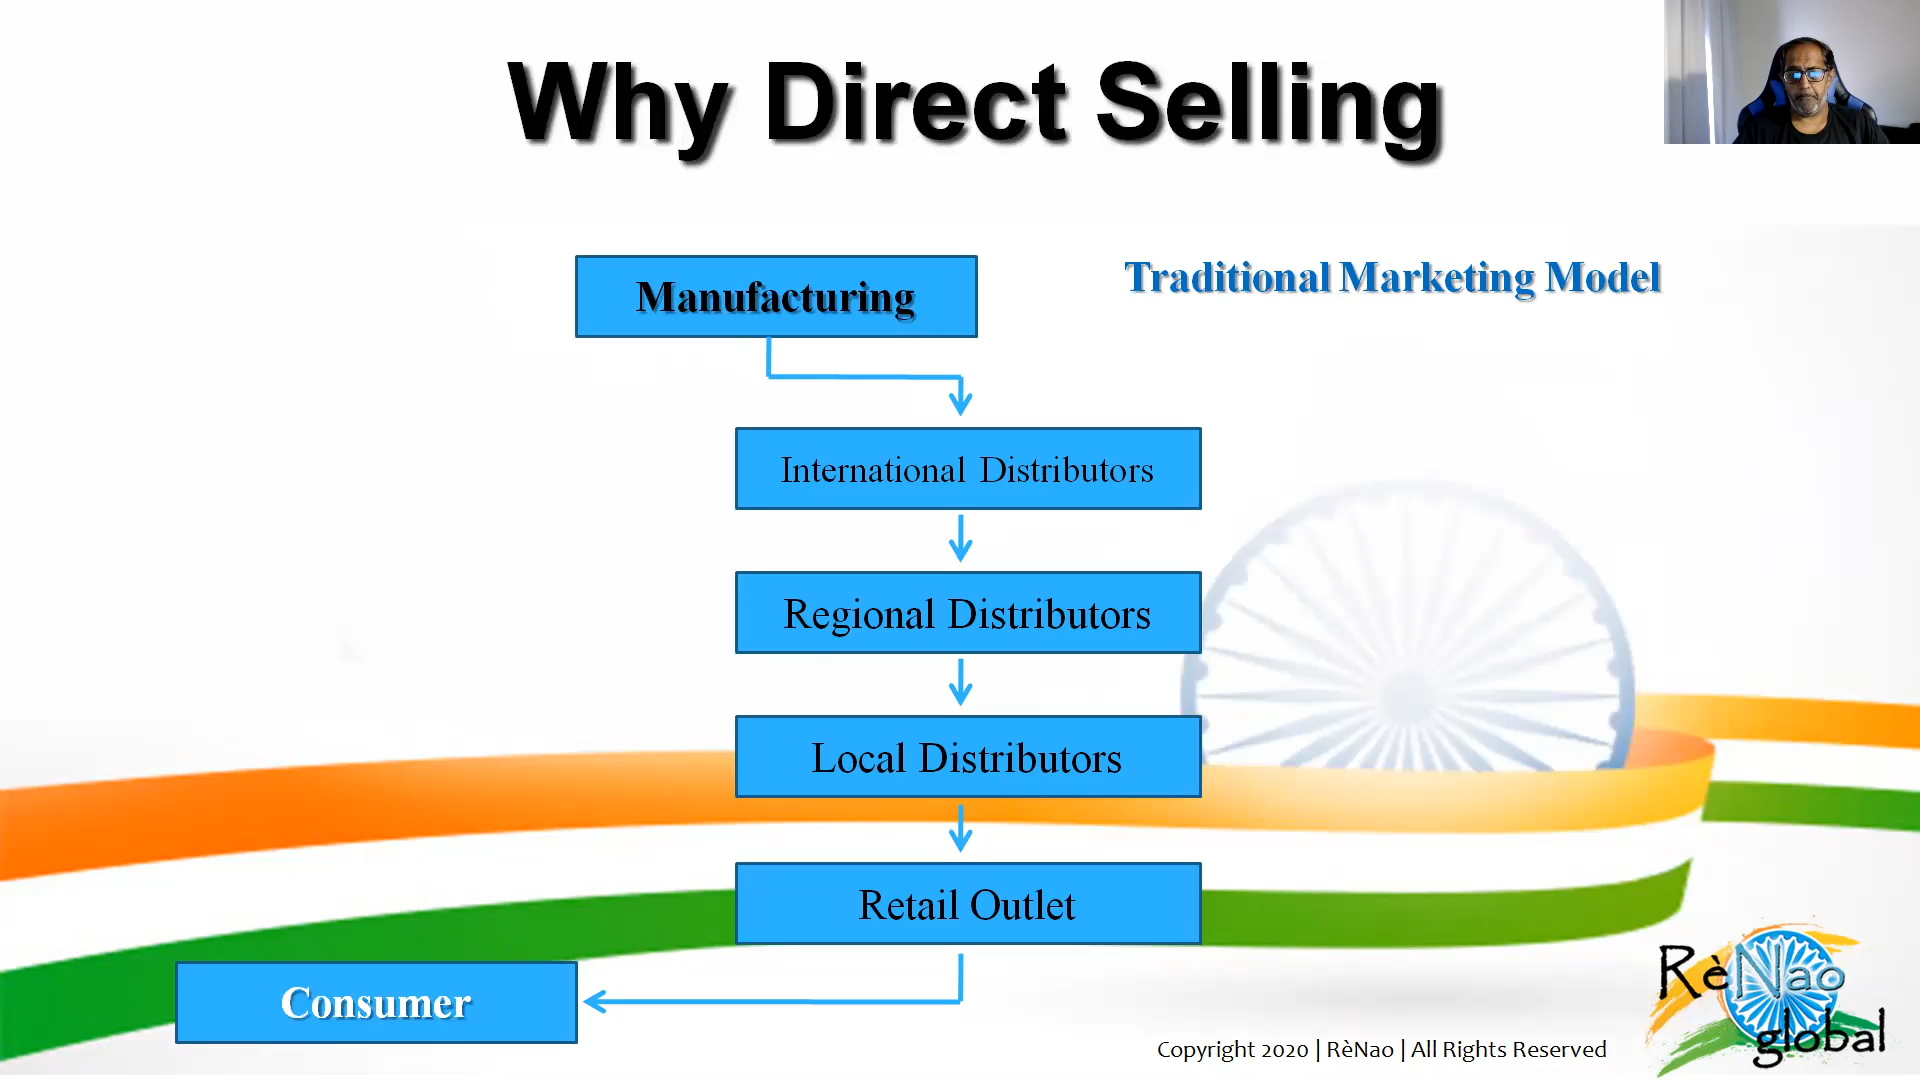 Why Direct Selling
Traditional Marketing Model
Manufacturing
International Distributors
Regional Distributors
Local Distributors
Retail Outlet
Consumer
RèNao
global
Copyright 2020 | RèNao | All Rights Reserved